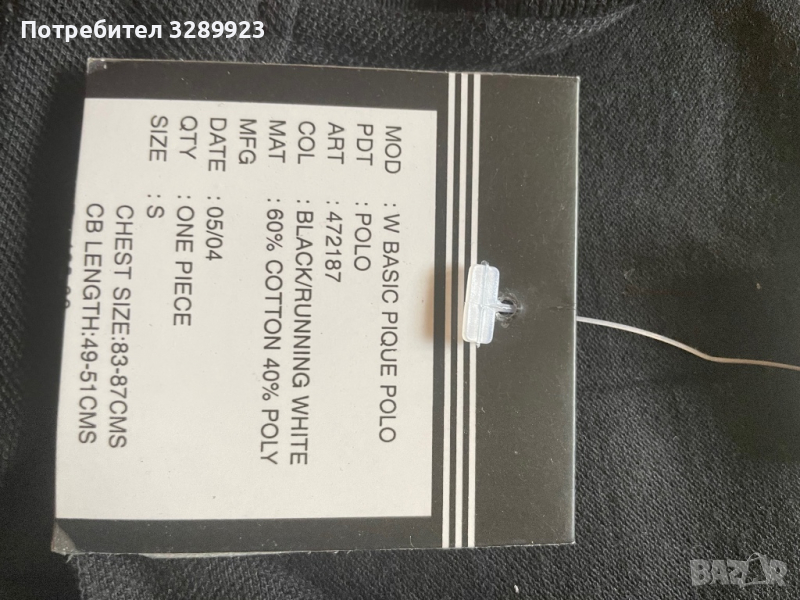 Потребител 3289923
MOD : W BASIC PIQUE POLO
PDT : POLO
ART : 472187
COL : BLACK/RUNNING WHITE
MAT : 60% COTTON 40% POLY
MFG
DATE : 05/04
QTY : ONE PIECE
SIZE : S
CHEST SIZE:83-87CMS
CB LENGTH:49-51CMS
BAZAR